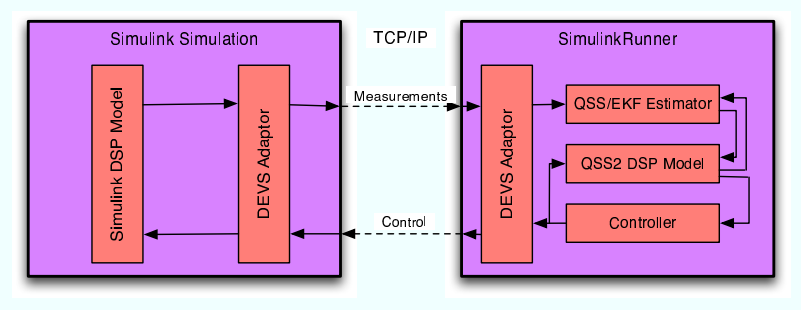 Simulink Simulation
TCP/IP
SimulinkRunner
Simulink DSP Model
DEVS Adaptor
Measurements
Control
DEVS Adaptor
QSS/EKF Estimator
QSS2 DSP Model
Controller